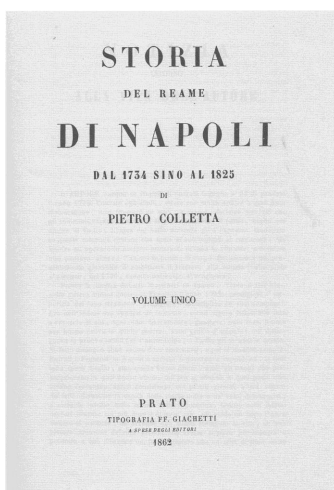 STORIA
DEL REAME
DI NAPOLI
DAL 1734 SINO AL 1825
DI
PIETRO COLLETTA
VOLUME UNICO
PRATO
TIPOGRAFIA FF. GIACHETTI
A SPESE DEGLI EDITORI
1862